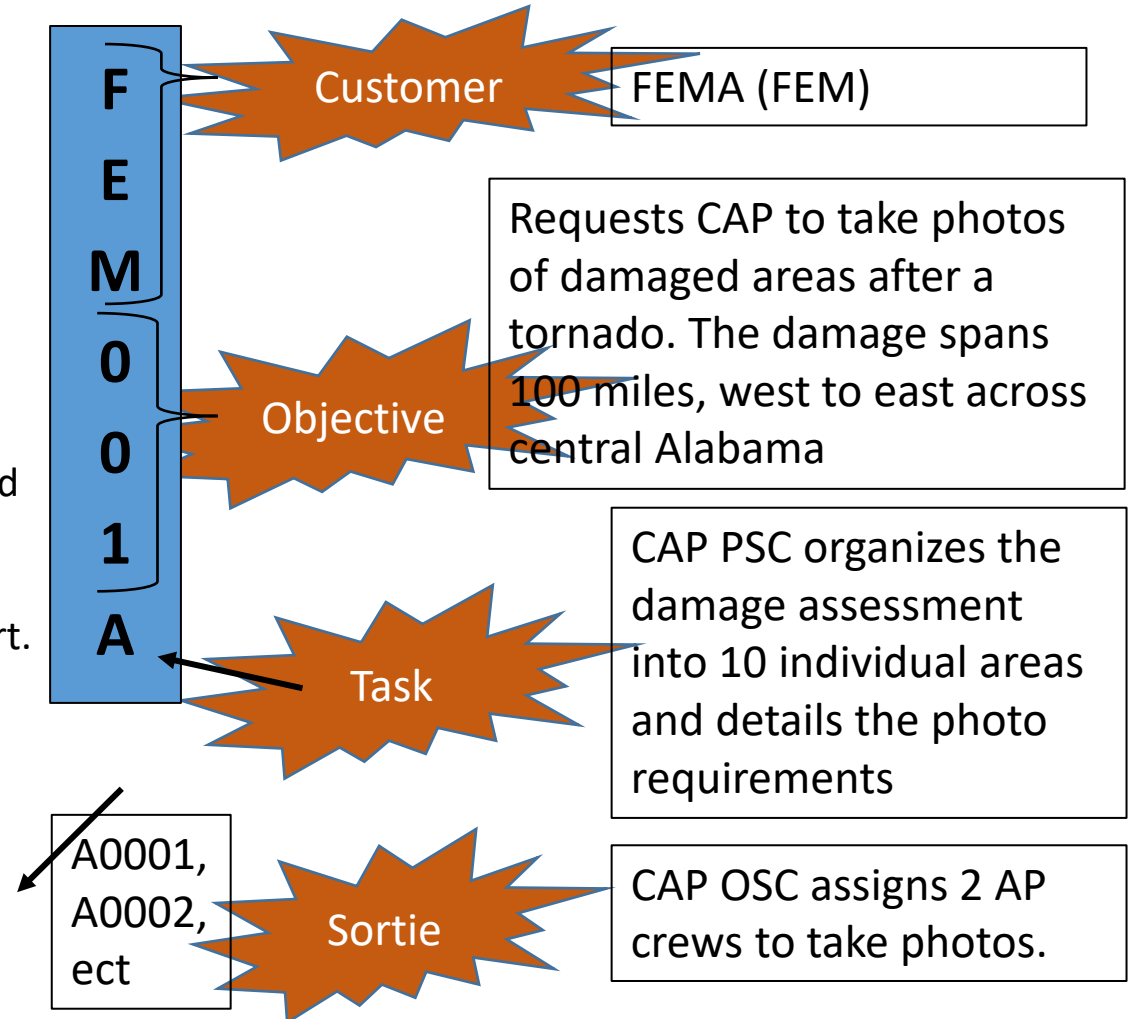 F
E
M
0
0
1
A
Customer
FEMA (FEM)
Objective
Requests CAP to take photos
of damaged areas after a
tornado. The damage spans
100 miles, west to east across
central Alabama
d
rt.
Task
CAP PSC organizes the
damage assessment
into 10 individual areas
and details the photo
requirements
A0001,
A0002,
ect
Sortie
CAP OSC assigns 2 AP
crews to take photos.